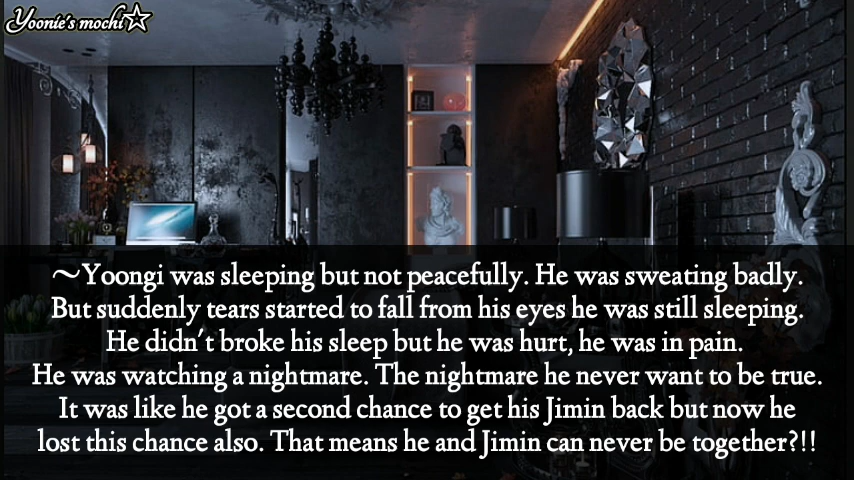 Yoonie's mochi☆
~Yoongi was sleeping but not peacefully. He was sweating badly.
But suddenly tears started to fall from his eyes he was still sleeping.
He didn't broke his sleep but he was hurt, he was in pain.
He was watching a nightmare. The nightmare he never want to be true.
It was like he got a second chance to get his Jimin back but now he
lost this chance also. That means he and Jimin can never be together?!!